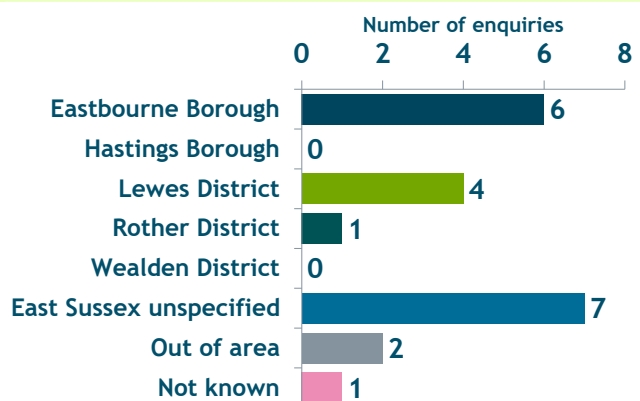 Number of enquiries
0 2 4 6 8
Eastbourne Borough 6
Hastings Borough 0
Lewes District 4
Rother District 1
Wealden District 0
East Sussex unspecified 7
Out of area 2
Not known 1